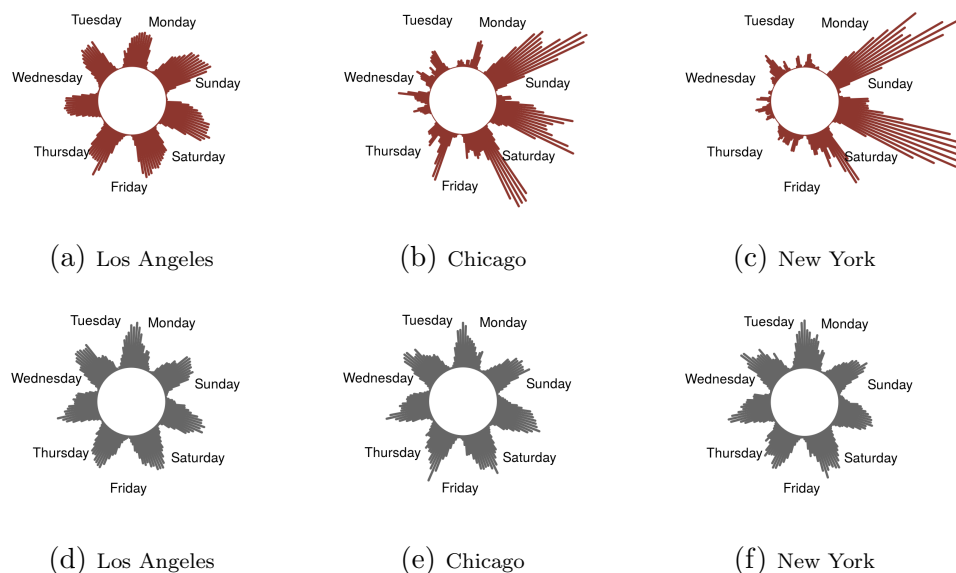 Tuesday Monday
Wednesday Sunday
Thursday Saturday
Friday
Tuesday Monday
Wednesday Sunday
Thursday Saturday
Friday
Tuesday Monday
Wednesday Sunday
Thursday Saturday
Friday
(a) Los Angeles
(b) Chicago
(c) New York
Tuesday Monday
Wednesday Sunday
Thursday Saturday
Friday
Tuesday Monday
Wednesday Sunday
Thursday Saturday
Friday
Tuesday Monday
Wednesday Sunday
Thursday Saturday
Friday
(d) Los Angeles
(e) Chicago
(f) New York